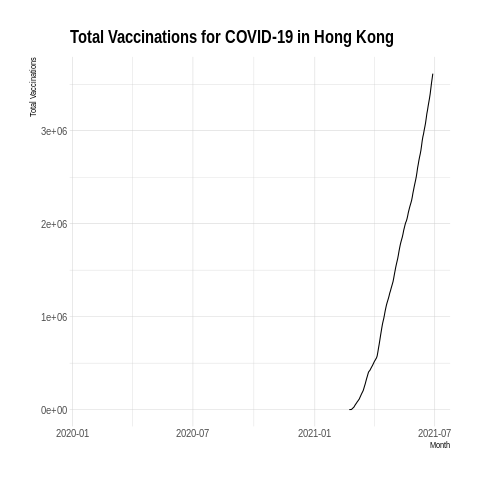 Total Vaccinations for COVID-19 in Hong Kong
Total Vaccinations
3e+06
2e+06
1e+06
0e+00
2020-01 2020-07 2021-01 2021-07
Month